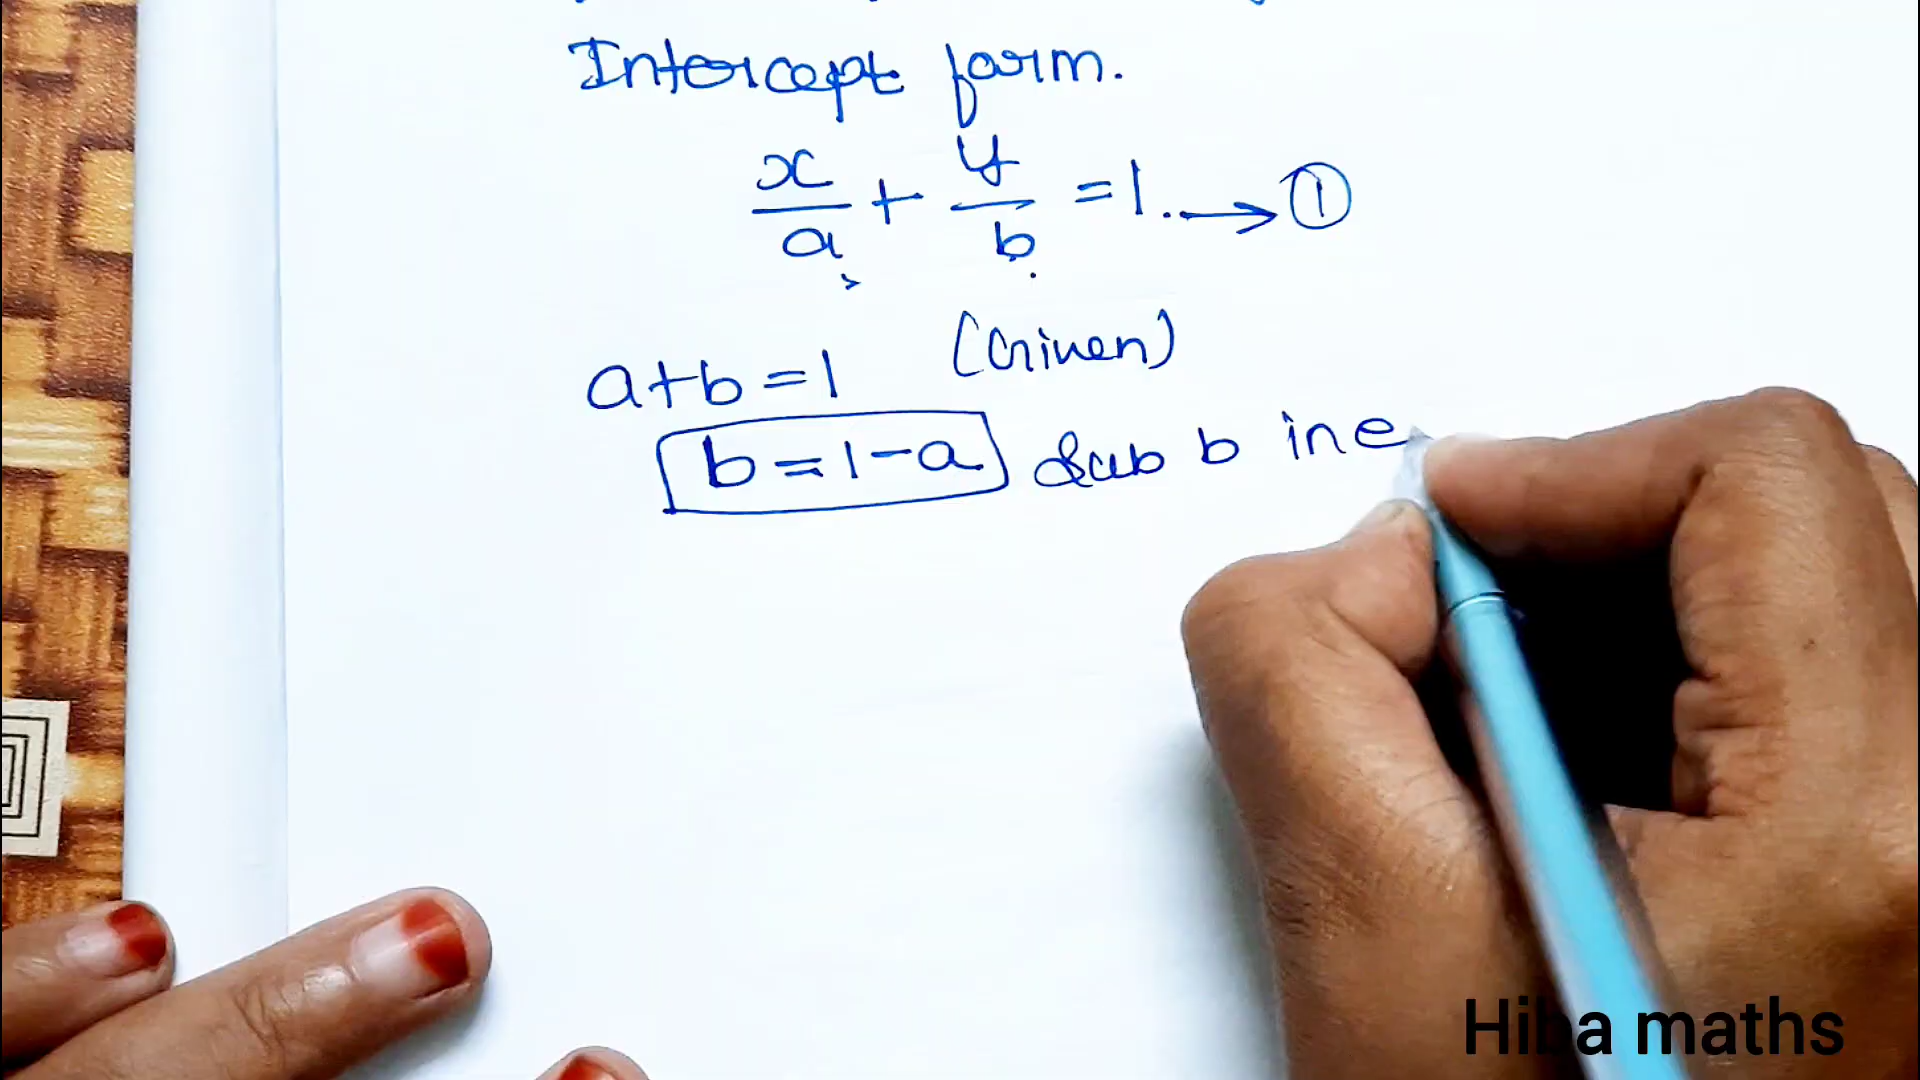 Intercept form.
x/a + y/b = 1. → ①
a+b=1 (Given)
b=1-a Sub b in e
Hiba maths